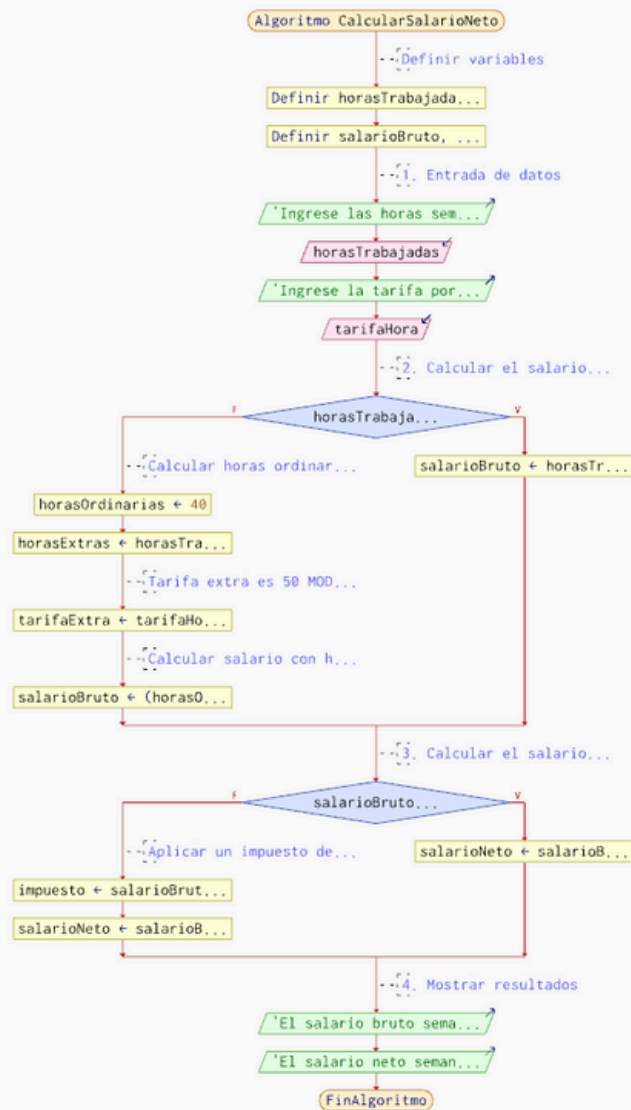 Algoritmo CalcularSalarioNeto
Definir variables
Definir horasTrabajada...
Definir salarioBruto, ...
1. Entrada de datos
'Ingrese las horas sem...
horasTrabajadas
'Ingrese la tarifa por...
tarifaHora
2. Calcular el salario...
F
horasTrabaja...
V
Calcular horas ordinar...
salarioBruto ← horasTr...
horasOrdinarias ← 40
horasExtras ← horasTra...
Tarifa extra es 50 MOD...
tarifaExtra ← tarifaHo...
Calcular salario con h...
salarioBruto ← (horasO...
3. Calcular el salario...
F
salarioBruto...
V
Aplicar un impuesto de...
salarioNeto ← salarioB...
impuesto ← salarioBrut...
salarioNeto ← salarioB...
4. Mostrar resultados
'El salario bruto sema...
'El salario neto seman...
FinAlgoritmo